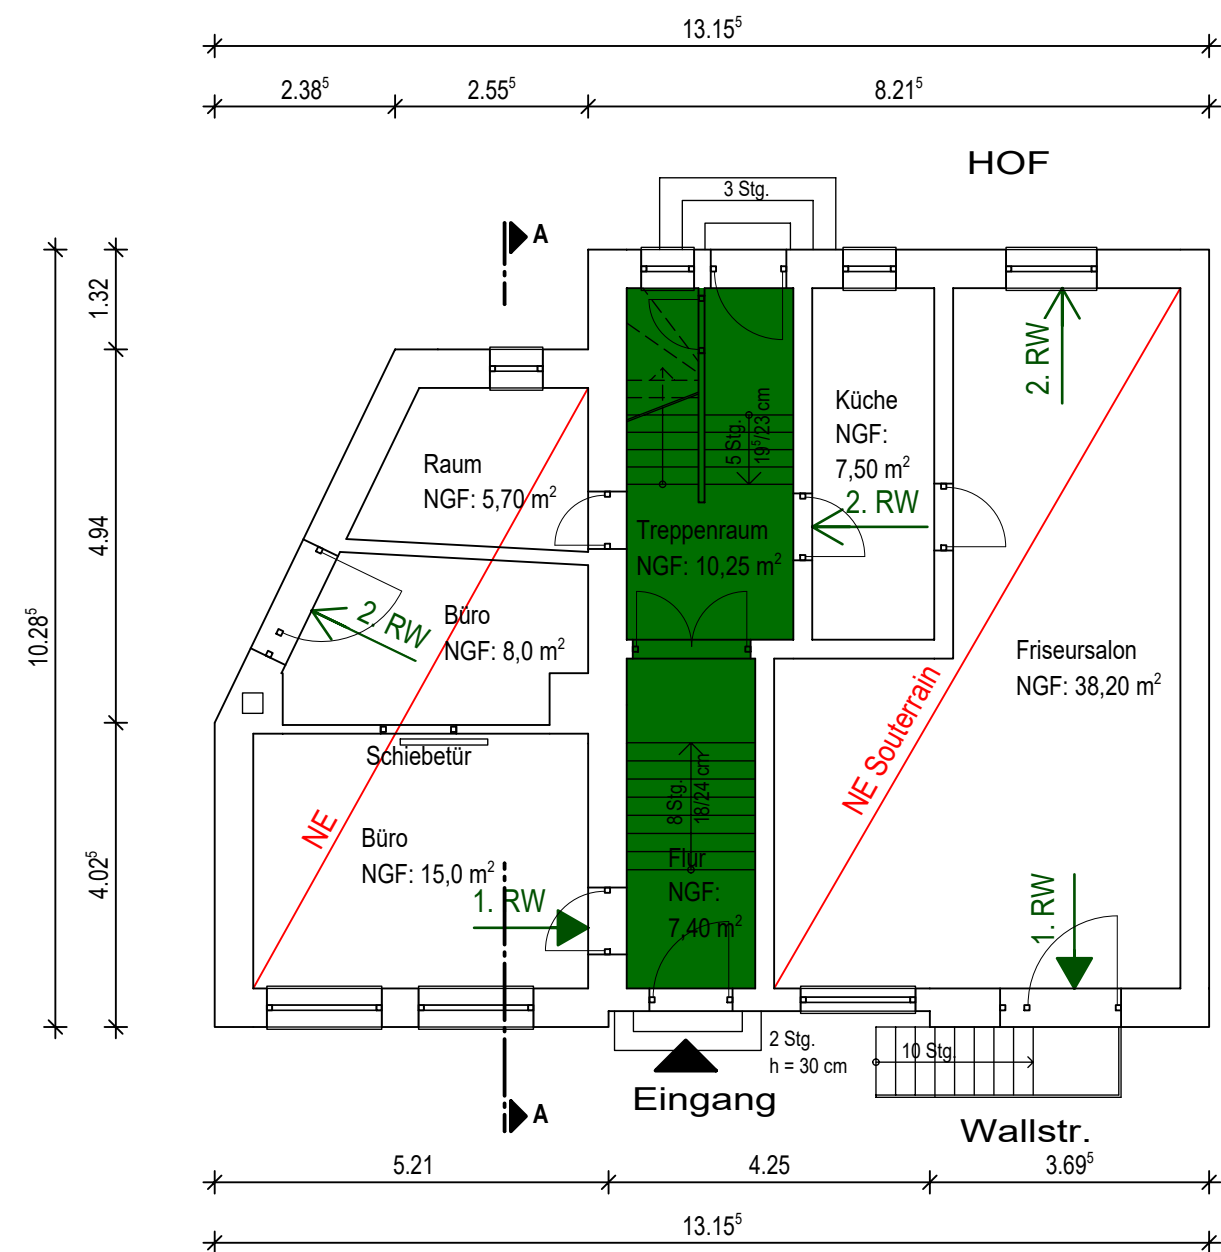 13.15⁵
2.38⁵
2.55⁵
8.21⁵
HOF
3 Stg.
A
1.32
4.94
10.28⁵
4.02⁵
2. RW
Küche
NGF:
7,50 m²
5 Stg.
19⁵/23 cm
Raum
NGF: 5,70 m²
2. RW
Treppenraum
NGF: 10,25 m²
2. RW
Büro
NGF: 8,0 m²
Friseursalon
NGF: 38,20 m²
NE Souterrain
Schiebetür
8 Stg.
18/24 cm
NE
Büro
NGF: 15,0 m²
Flur
NGF:
7,40 m²
1. RW
1. RW
2 Stg.
h = 30 cm
10 Stg.
Eingang
A
Wallstr.
5.21
4.25
3.69⁵
13.15⁵